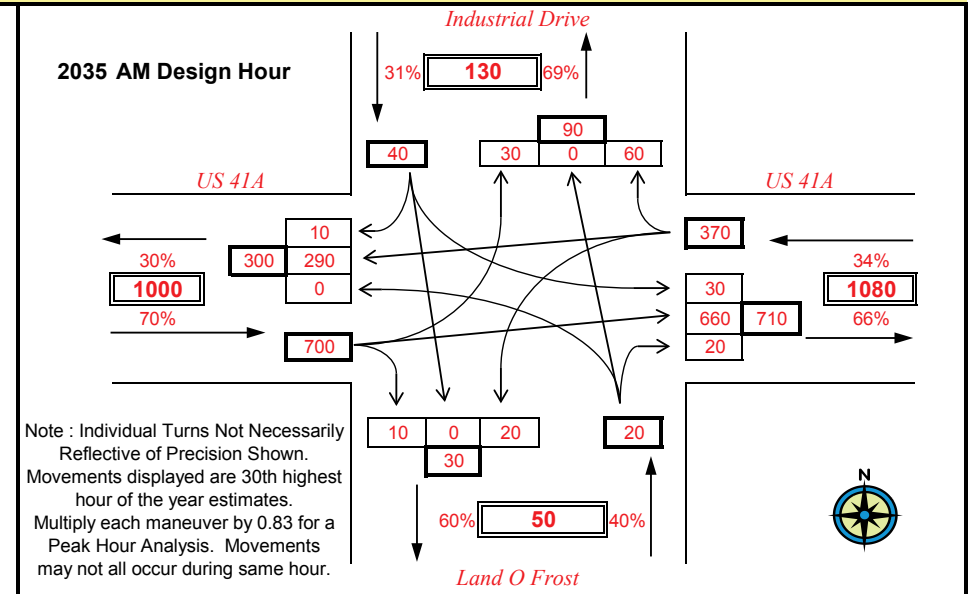 Industrial Drive
2035 AM Design Hour
31% 130 69%
90
40 30 0 60
US 41A US 41A
10 370
30% 300 290 34%
1000 0 30 1080
70% 660 710 66%
700 20
10 0 20 20
30
Note : Individual Turns Not Necessarily
Reflective of Precision Shown.
Movements displayed are 30th highest
hour of the year estimates.
Multiply each maneuver by 0.83 for a
Peak Hour Analysis. Movements
may not all occur during same hour.
60% 50 40%
N
Land O Frost